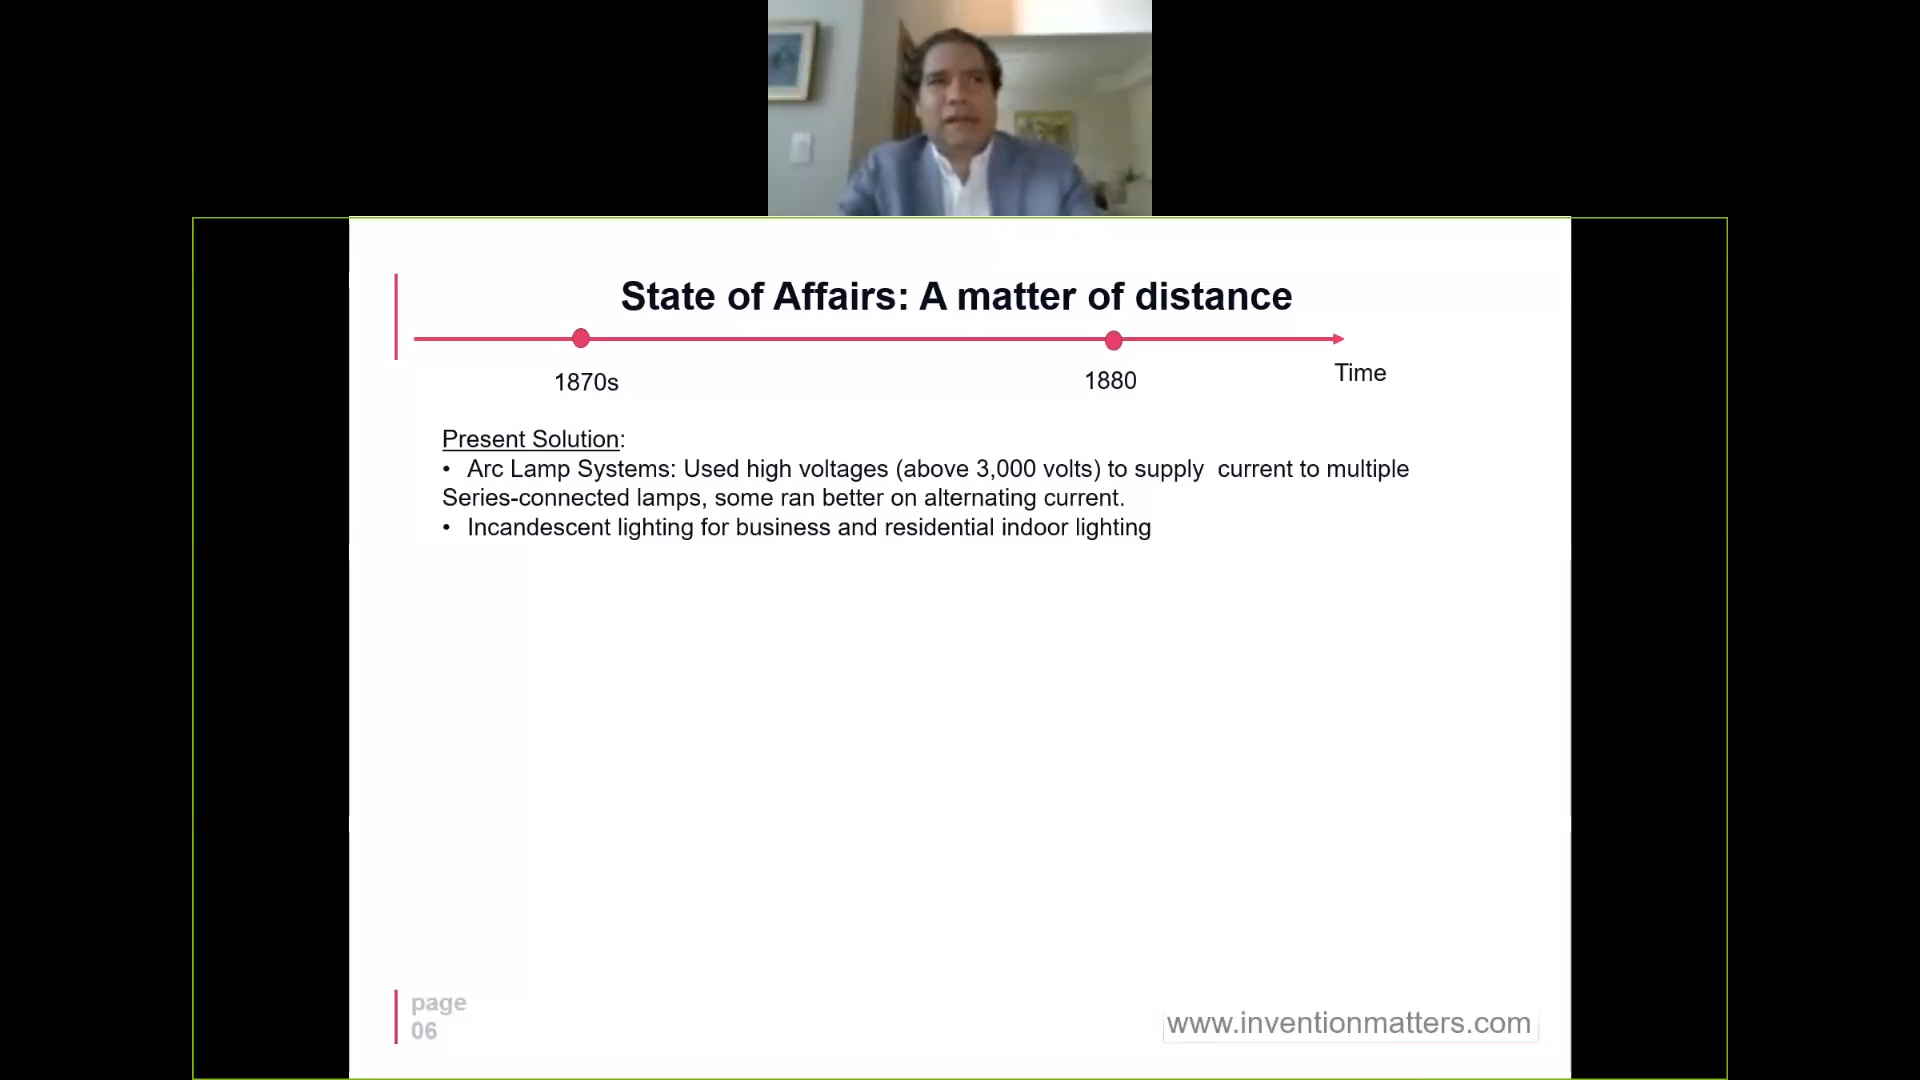 State of Affairs: A matter of distance
1870s
1880
Time
Present Solution:
• Arc Lamp Systems: Used high voltages (above 3,000 volts) to supply  current to multiple
Series-connected lamps, some ran better on alternating current.
• Incandescent lighting for business and residential indoor lighting
page
06
www.inventionmatters.com